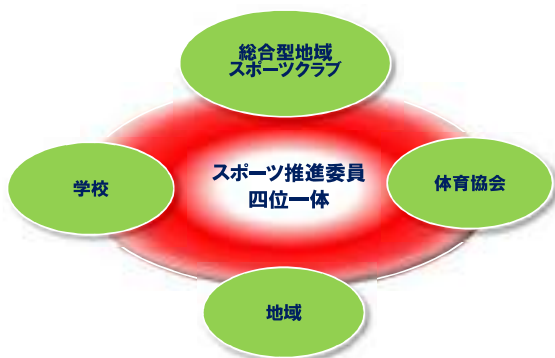 総合型地域
スポーツクラブ
学校
スポーツ推進委員
四位一体
体育協会
地域